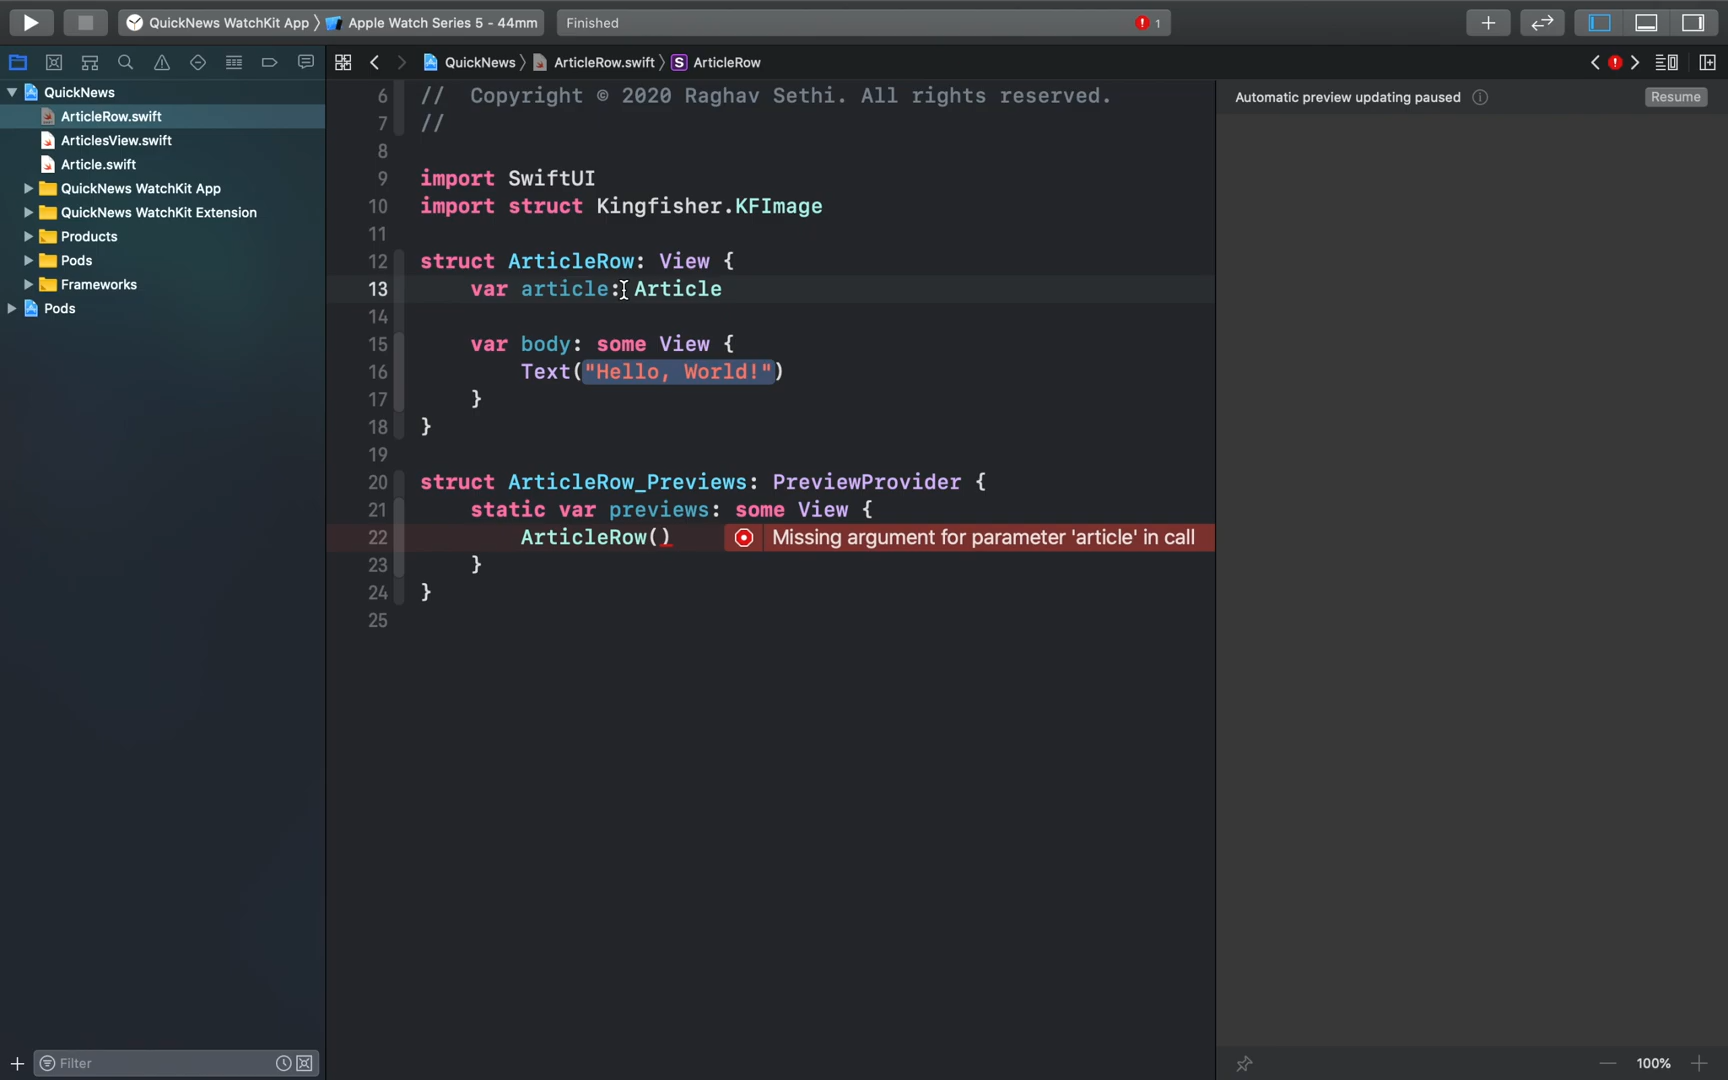 QuickNews WatchKit App 〉 Apple Watch Series 5 - 44mm
Finished
1
QuickNews 〉 ArticleRow.swift 〉 S ArticleRow
QuickNews
ArticleRow.swift
ArticlesView.swift
Article.swift
QuickNews WatchKit App
QuickNews WatchKit Extension
Products
Pods
Frameworks
Pods
Filter
6 //  Copyright © 2020 Raghav Sethi. All rights reserved.
7 //
8
9 import SwiftUI
10 import struct Kingfisher.KFImage
11
12 struct ArticleRow: View {
13     var article: Article
14
15     var body: some View {
16         Text("Hello, World!")
17     }
18 }
19
20 struct ArticleRow_Previews: PreviewProvider {
21     static var previews: some View {
22         ArticleRow() Missing argument for parameter 'article' in call
23     }
24 }
25
Automatic preview updating paused
Resume
100%